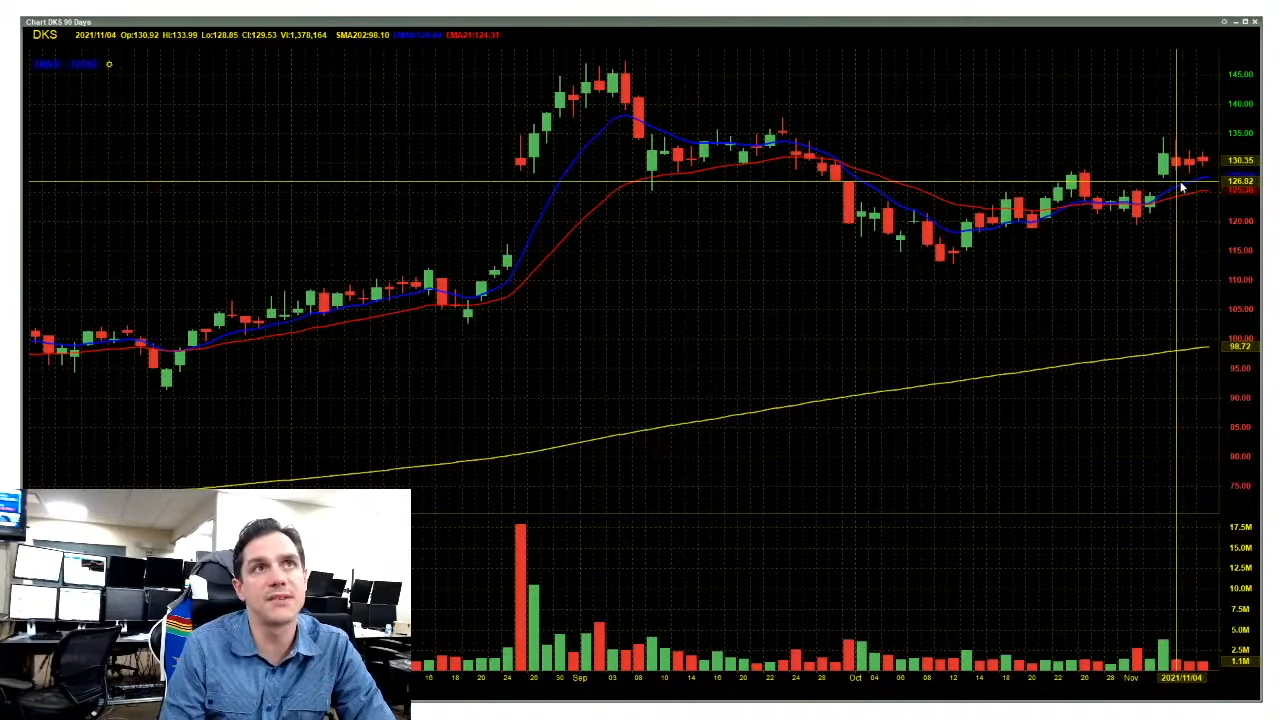 Chart DKS 90 Days
DKS 2021/11/04 Op:130.92 Hi:133.99 Lo:128.85 Cl:129.53 Vl:1,378,164 SMA202:98.10 EMA21:124.31
145.00
140.00
135.00
130.35
126.82
120.00
115.00
110.00
105.00
100.00
98.72
95.00
90.00
85.00
80.00
75.00
17.5M
15.0M
12.5M
10.0M
7.5M
5.0M
2.5M
1.1M
16 18 20 24 26 30 Sep 03 08 10 14 16 20 22 24 28 Oct 04 06 08 12 14 18 20 22 26 28 Nov 2021/11/04